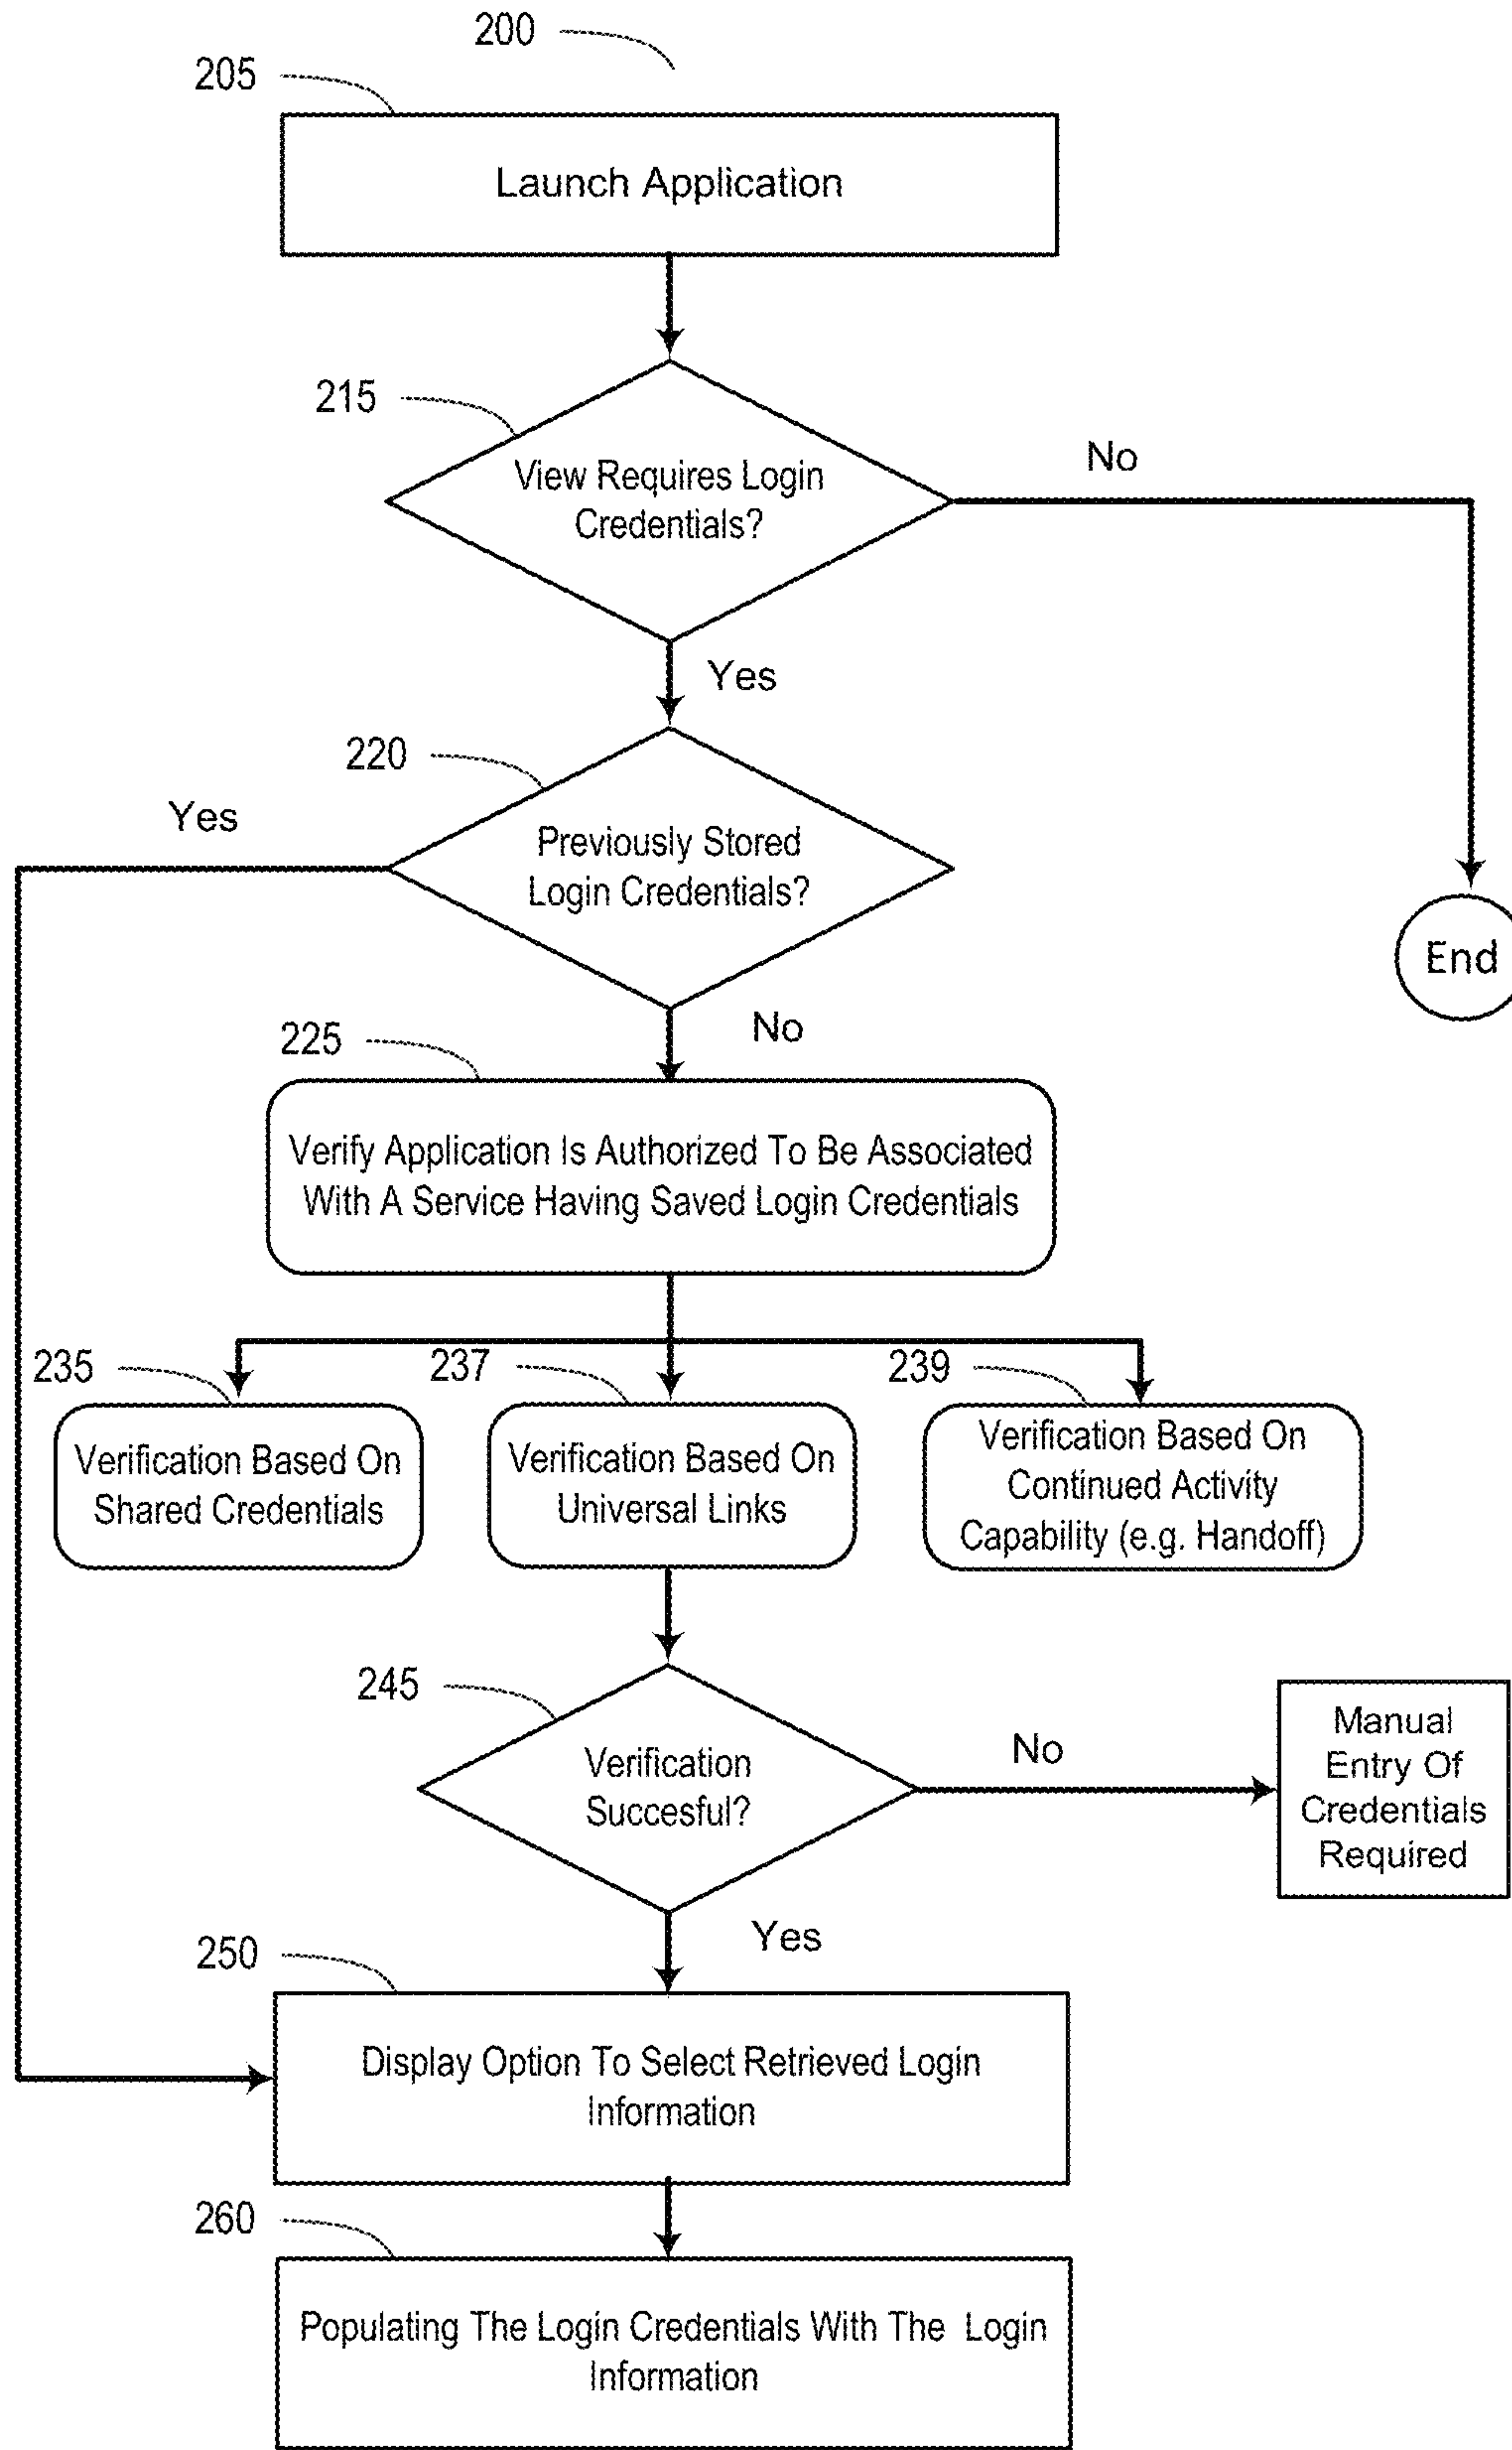 200
205
Launch Application
215
View Requires Login
Credentials?
No
Yes
220
Yes
Previously Stored
Login Credentials?
End
No
225
Verify Application Is Authorized To Be Associated
With A Service Having Saved Login Credentials
235
237
239
Verification Based On
Shared Credentials
Verification Based On
Universal Links
Verification Based On
Continued Activity
Capability (e.g. Handoff)
245
Verification
Succesful?
No
Manual
Entry Of
Credentials
Required
Yes
250
Display Option To Select Retrieved Login
Information
260
Populating The Login Credentials With The Login
Information